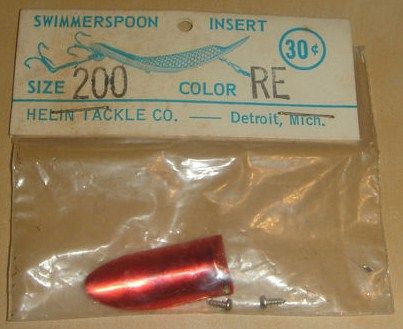 SWIMMERSPOON INSERT
30¢
SIZE 200 COLOR RE
HELIN TACKLE CO. — Detroit, Mich.